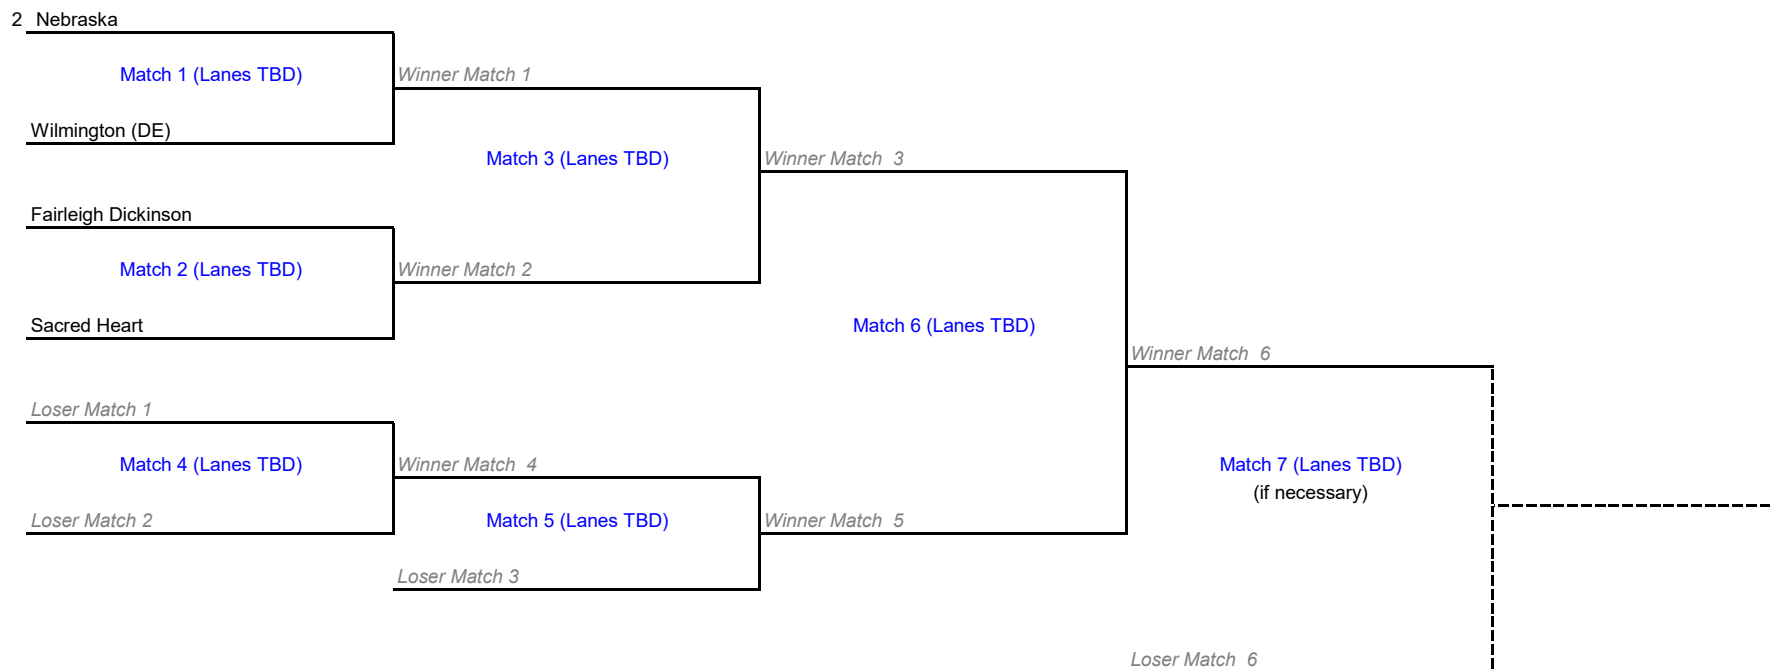 2 Nebraska
Match 1 (Lanes TBD)
Winner Match 1
Wilmington (DE)
Match 3 (Lanes TBD)
Winner Match 3
Fairleigh Dickinson
Match 2 (Lanes TBD)
Winner Match 2
Sacred Heart
Match 6 (Lanes TBD)
Winner Match 6
Loser Match 1
Match 4 (Lanes TBD)
Winner Match 4
Match 7 (Lanes TBD)
(if necessary)
Loser Match 2
Match 5 (Lanes TBD)
Winner Match 5
Loser Match 3
Loser Match 6